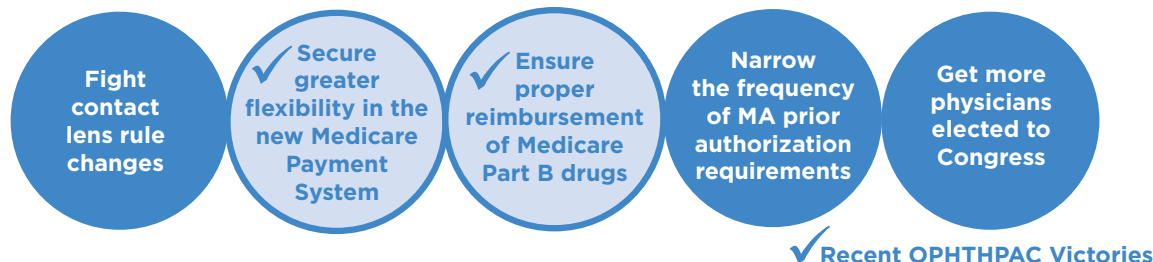 Fight
contact
lens rule
changes
Secure
greater
flexibility in the
new Medicare
Payment
System
Ensure
proper
reimbursement
of Medicare
Part B drugs
Narrow
the frequency
of MA prior
authorization
requirements
Get more
physicians
elected to
Congress
Recent OPHTHPAC Victories